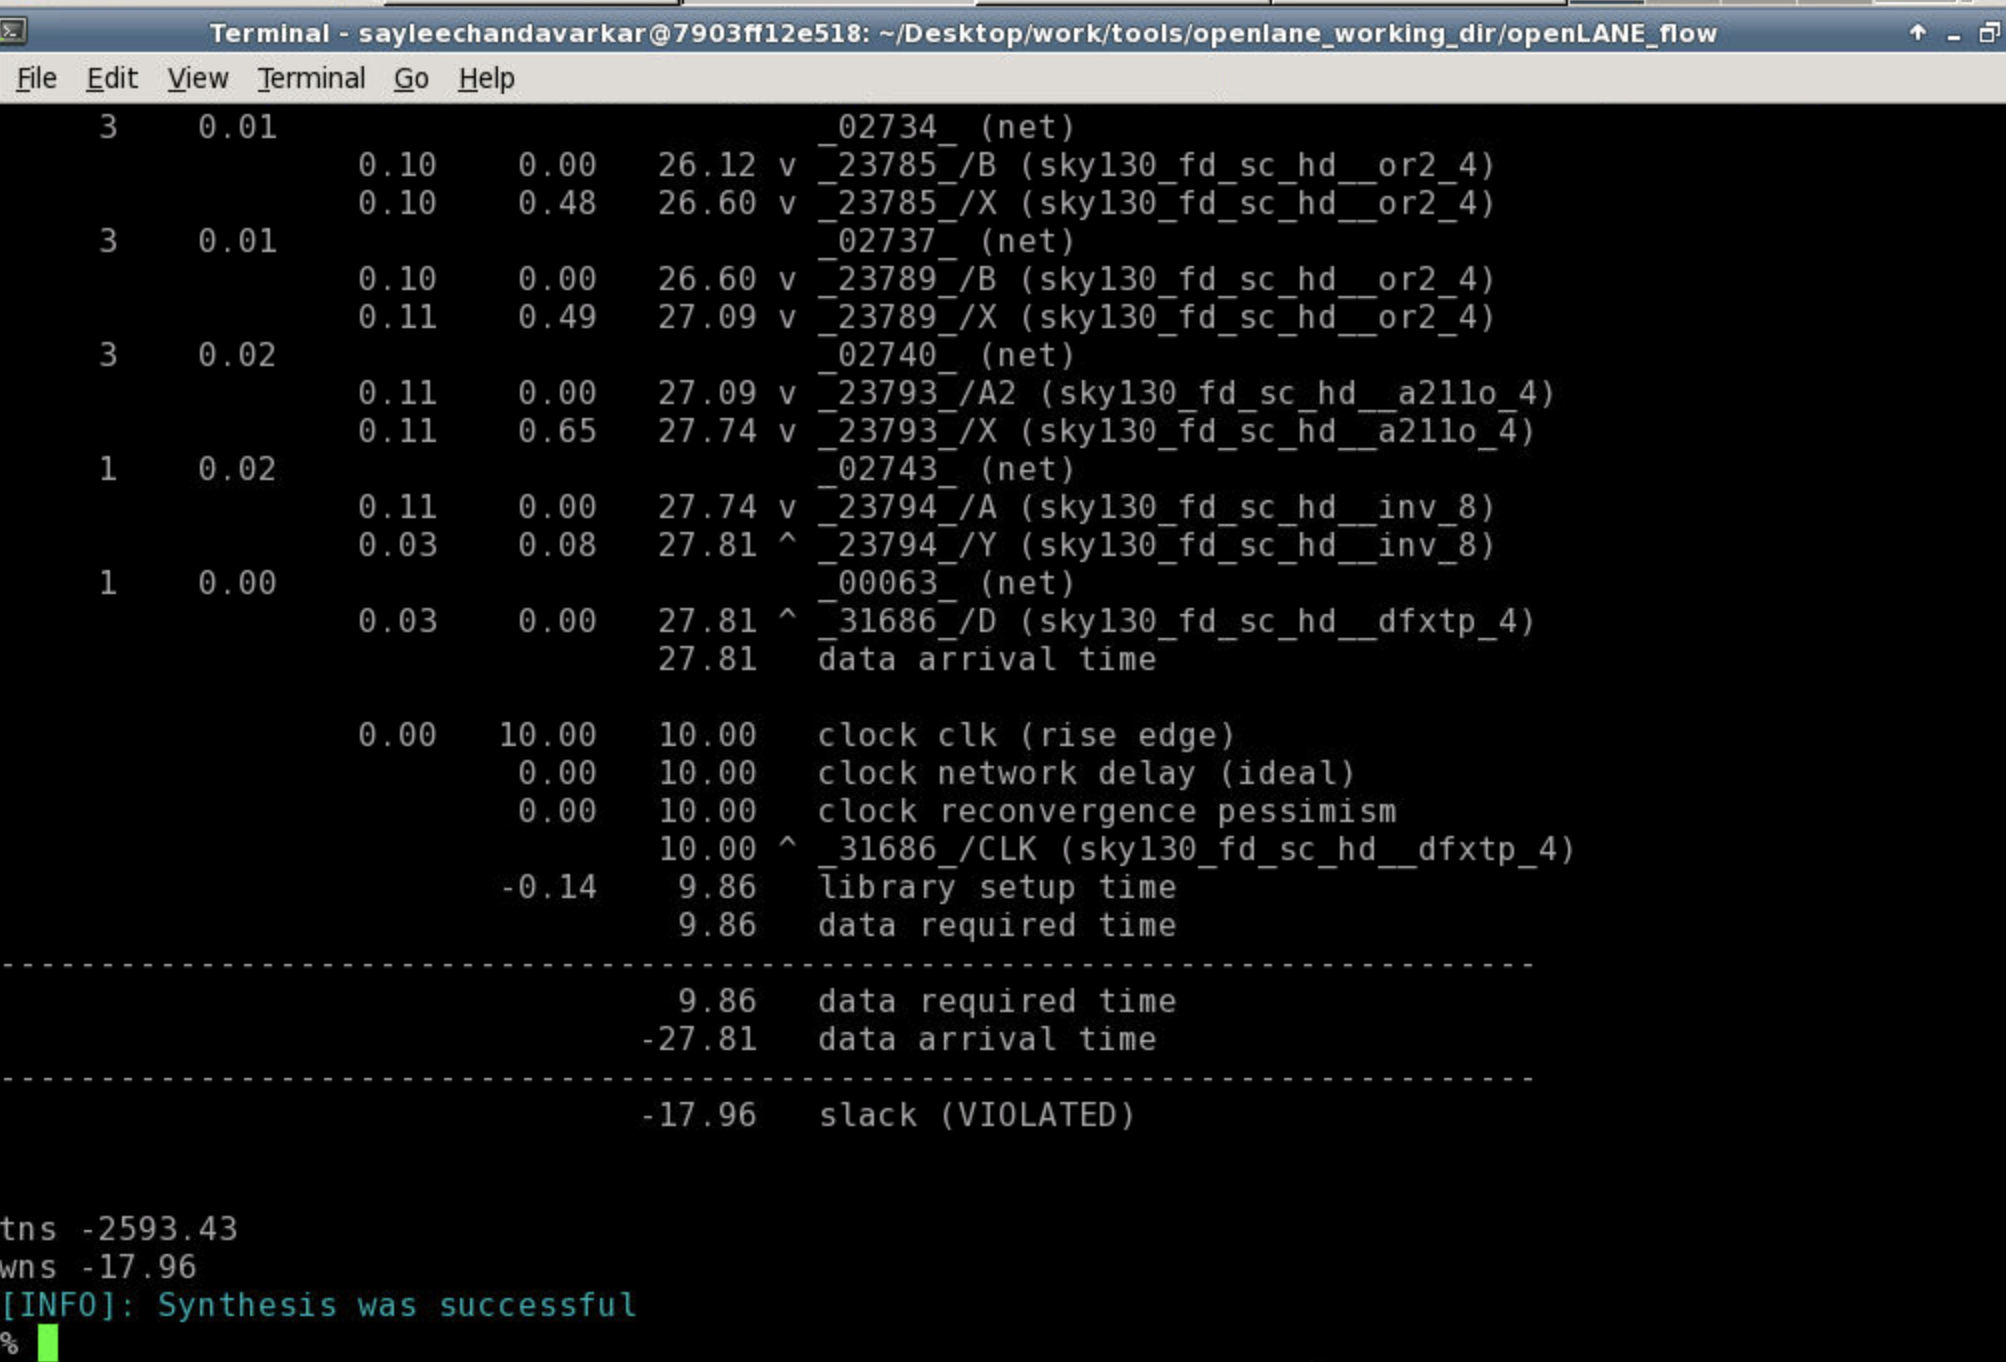 Terminal - sayleechandavarkar@7903ff12e518: ~/Desktop/work/tools/openlane_working_dir/openLANE_flow
File Edit View Terminal Go Help
3 0.01 _02734_ (net)
0.10 0.00 26.12 v _23785_/B (sky130_fd_sc_hd__or2_4)
0.10 0.48 26.60 v _23785_/X (sky130_fd_sc_hd__or2_4)
3 0.01 _02737_ (net)
0.10 0.00 26.60 v _23789_/B (sky130_fd_sc_hd__or2_4)
0.11 0.49 27.09 v _23789_/X (sky130_fd_sc_hd__or2_4)
3 0.02 _02740_ (net)
0.11 0.00 27.09 v _23793_/A2 (sky130_fd_sc_hd__a211o_4)
0.11 0.65 27.74 v _23793_/X (sky130_fd_sc_hd__a211o_4)
1 0.02 _02743_ (net)
0.11 0.00 27.74 v _23794_/A (sky130_fd_sc_hd__inv_8)
0.03 0.08 27.81 ^ _23794_/Y (sky130_fd_sc_hd__inv_8)
1 0.00 _00063_ (net)
0.03 0.00 27.81 ^ _31686_/D (sky130_fd_sc_hd__dfxtp_4)
27.81 data arrival time
0.00 10.00 10.00 clock clk (rise edge)
0.00 10.00 clock network delay (ideal)
0.00 10.00 clock reconvergence pessimism
10.00 ^ _31686_/CLK (sky130_fd_sc_hd__dfxtp_4)
-0.14 9.86 library setup time
9.86 data required time
-----------------------------------------------------------------------------
9.86 data required time
-27.81 data arrival time
-----------------------------------------------------------------------------
-17.96 slack (VIOLATED)
tns -2593.43
wns -17.96
[INFO]: Synthesis was successful
%